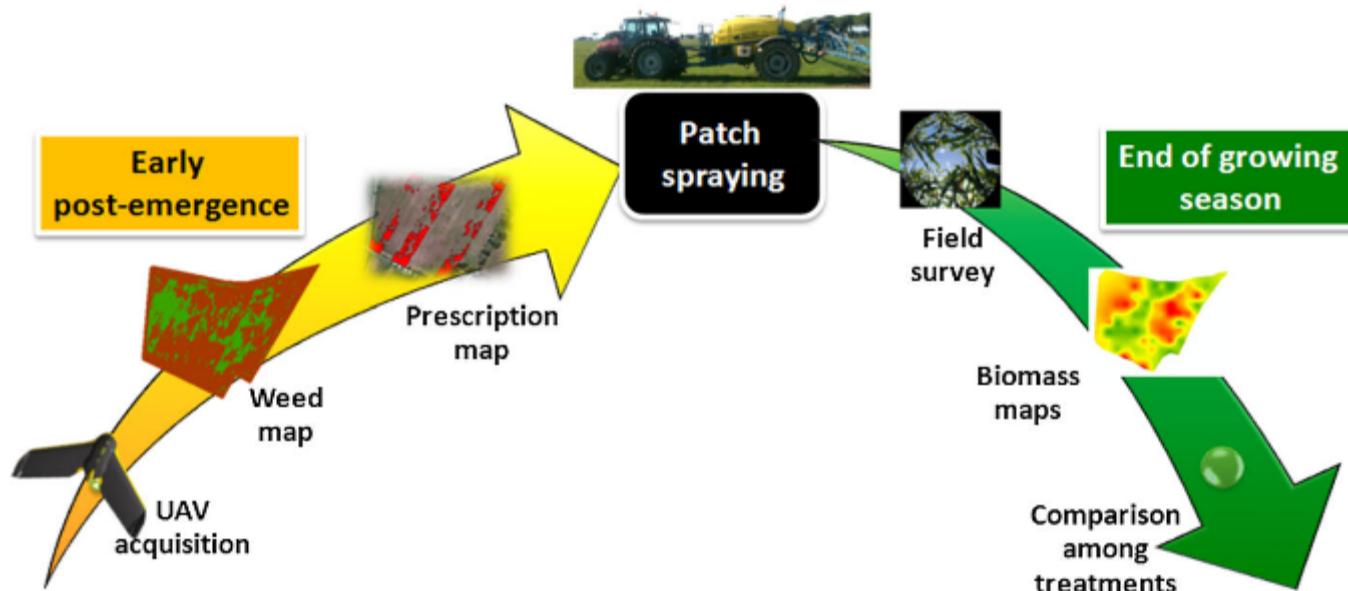 Early
post-emergence
UAV
acquisition
Weed
map
Prescription
map
Patch
spraying
Field
survey
End of growing
season
Biomass
maps
Comparison
among
treatments